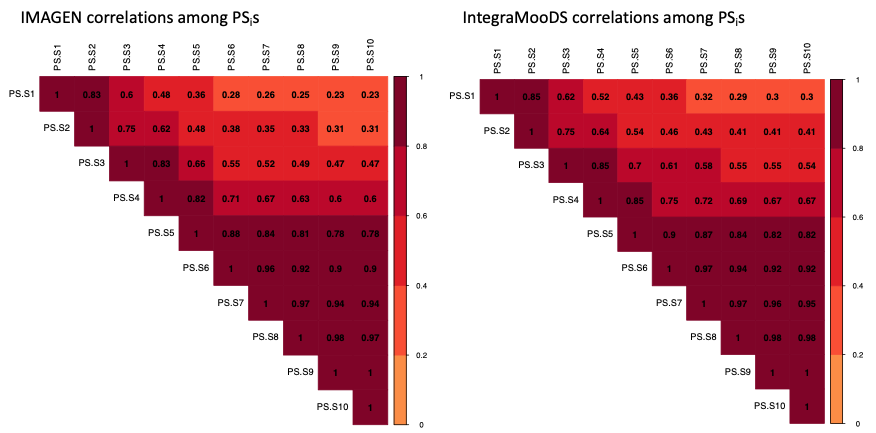 IMAGEN correlations among PSᵢs
PS.S1 PS.S2 PS.S3 PS.S4 PS.S5 PS.S6 PS.S7 PS.S8 PS.S9 PS.S10
PS.S1 1 0.83 0.6 0.48 0.36 0.28 0.26 0.25 0.23 0.23
PS.S2 1 0.75 0.62 0.48 0.38 0.35 0.33 0.31 0.31
PS.S3 1 0.83 0.66 0.55 0.52 0.49 0.47 0.47
PS.S4 1 0.82 0.71 0.67 0.63 0.6 0.6
PS.S5 1 0.88 0.84 0.81 0.78 0.78
PS.S6 1 0.96 0.92 0.9 0.9
PS.S7 1 0.97 0.94 0.94
PS.S8 1 0.98 0.97
PS.S9 1 1
PS.S10 1
1
0.8
0.6
0.4
0.2
0
IntegraMooDS correlations among PSᵢs
PS.S1 PS.S2 PS.S3 PS.S4 PS.S5 PS.S6 PS.S7 PS.S8 PS.S9 PS.S10
PS.S1 1 0.85 0.62 0.52 0.43 0.36 0.32 0.29 0.3 0.3
PS.S2 1 0.75 0.64 0.54 0.46 0.43 0.41 0.41 0.41
PS.S3 1 0.85 0.7 0.61 0.58 0.55 0.55 0.54
PS.S4 1 0.85 0.75 0.72 0.69 0.67 0.67
PS.S5 1 0.9 0.87 0.84 0.82 0.82
PS.S6 1 0.97 0.94 0.92 0.92
PS.S7 1 0.97 0.96 0.95
PS.S8 1 0.98 0.98
PS.S9 1 1
PS.S10 1
1
0.8
0.6
0.4
0.2
0